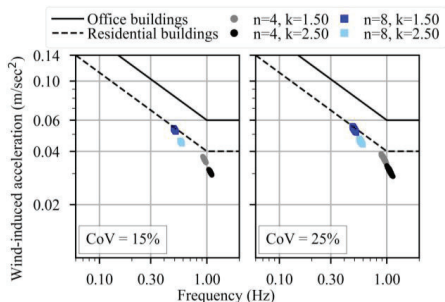 Office buildings
Residential buildings
n=4, k=1.50
n=4, k=2.50
n=8, k=1.50
n=8, k=2.50
Wind-induced acceleration (m/sec²)
0.14
0.06
0.04
0.02
CoV = 15%
0.10
0.30
1.00
CoV = 25%
0.10
0.30
1.00
Frequency (Hz)